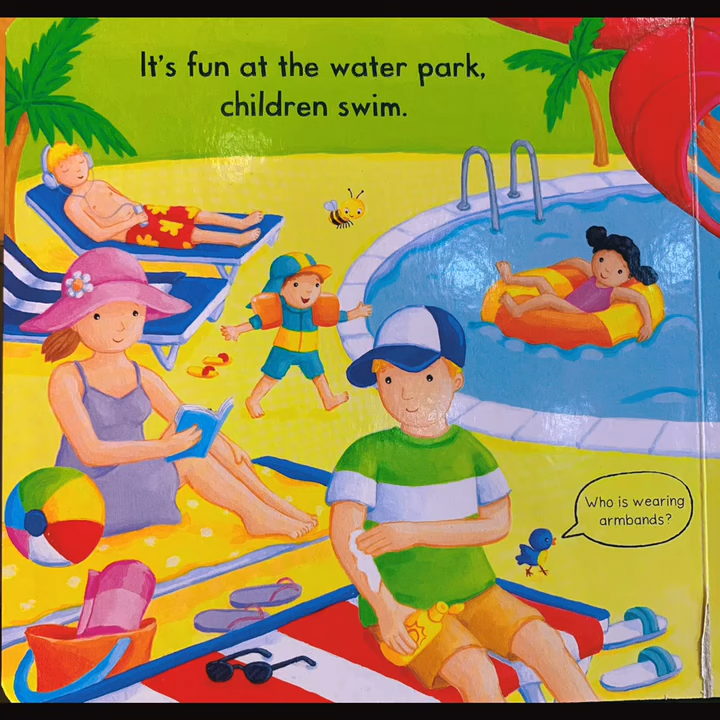 It's fun at the water park,
children swim.
Who is wearing
armbands?